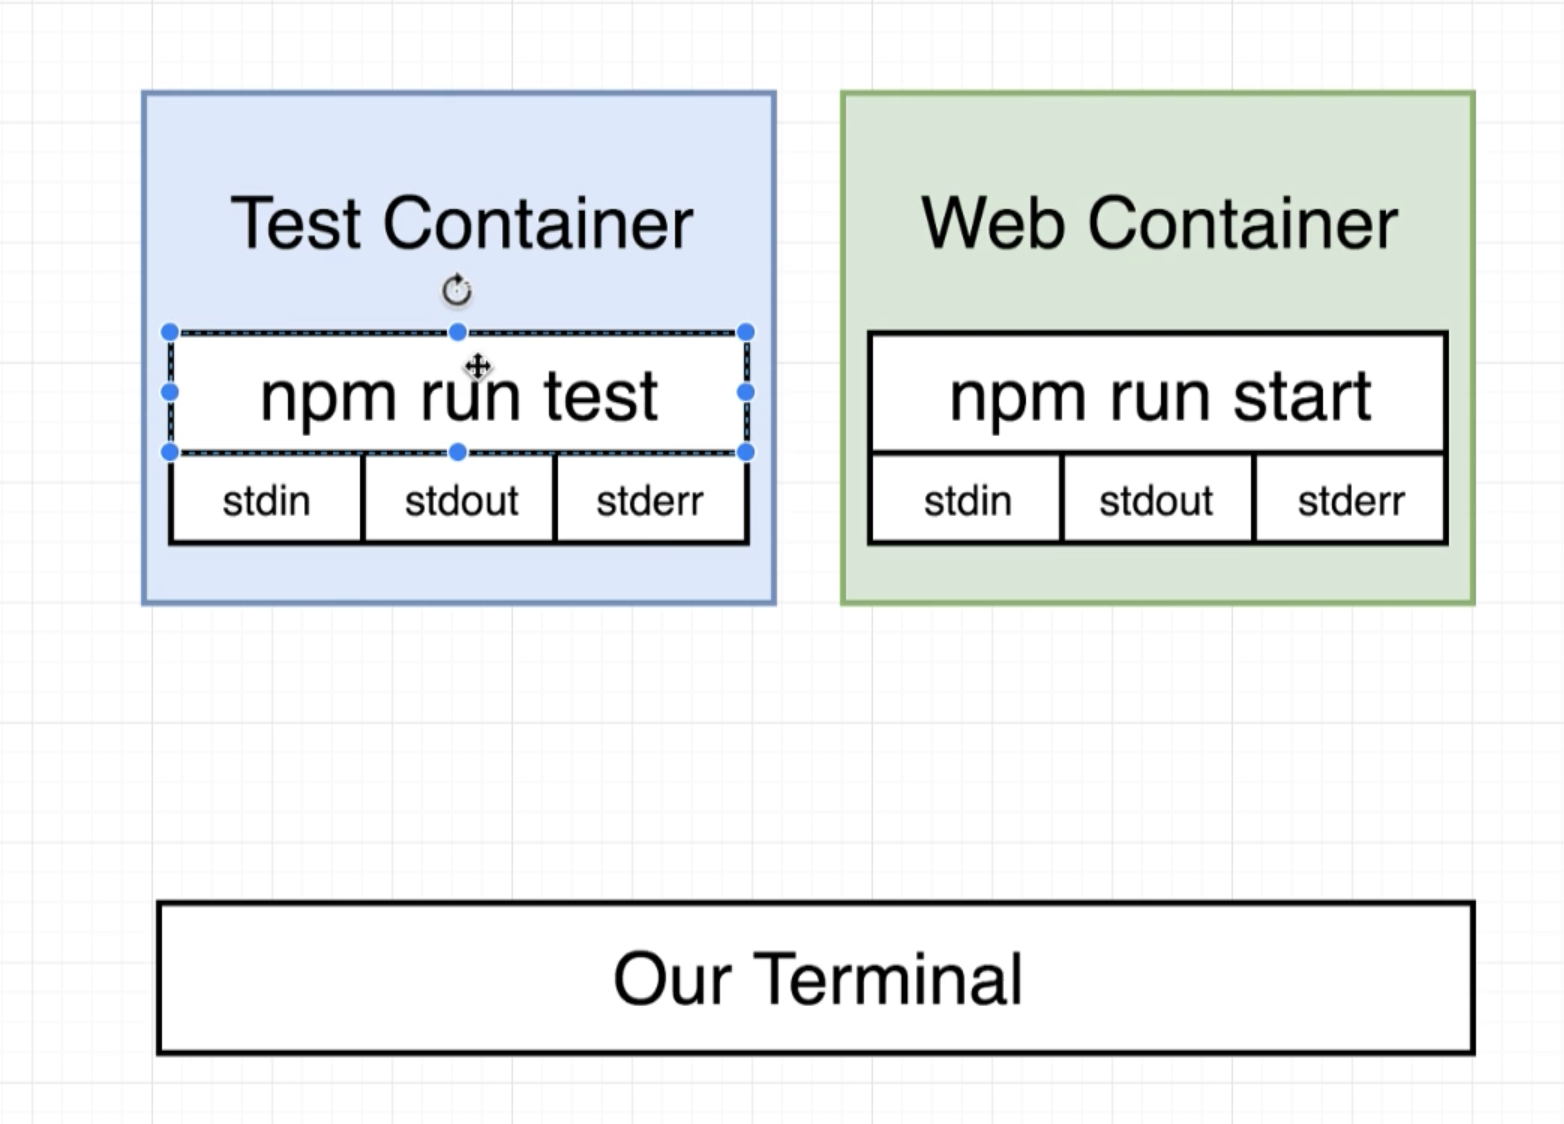 Test Container
npm run test
stdin
stdout
stderr
Web Container
npm run start
stdin
stdout
stderr
Our Terminal